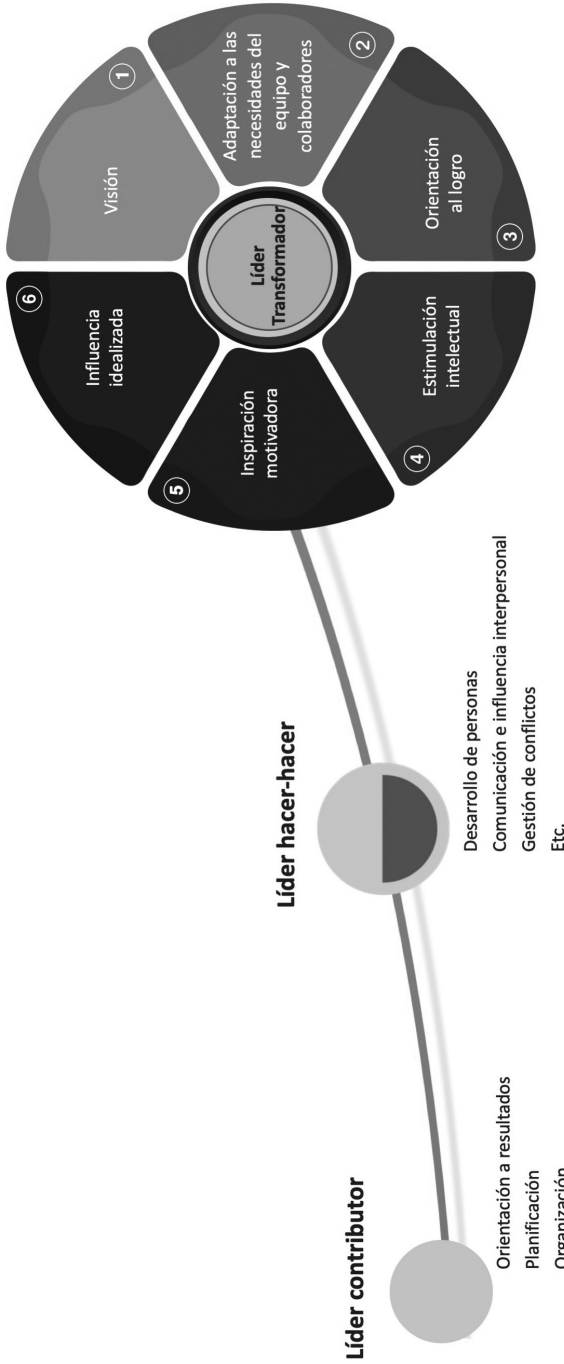 Líder contributor
Orientación a resultados
Planificación
Organización
Líder hacer-hacer
Desarrollo de personas
Comunicación e influencia interpersonal
Gestión de conflictos
Etc.
Líder
Transformador
1
Visión
2
Adaptación a las
necesidades del
equipo y
colaboradores
3
Orientación
al logro
4
Estimulación
intelectual
5
Inspiración
motivadora
6
Influencia
idealizada